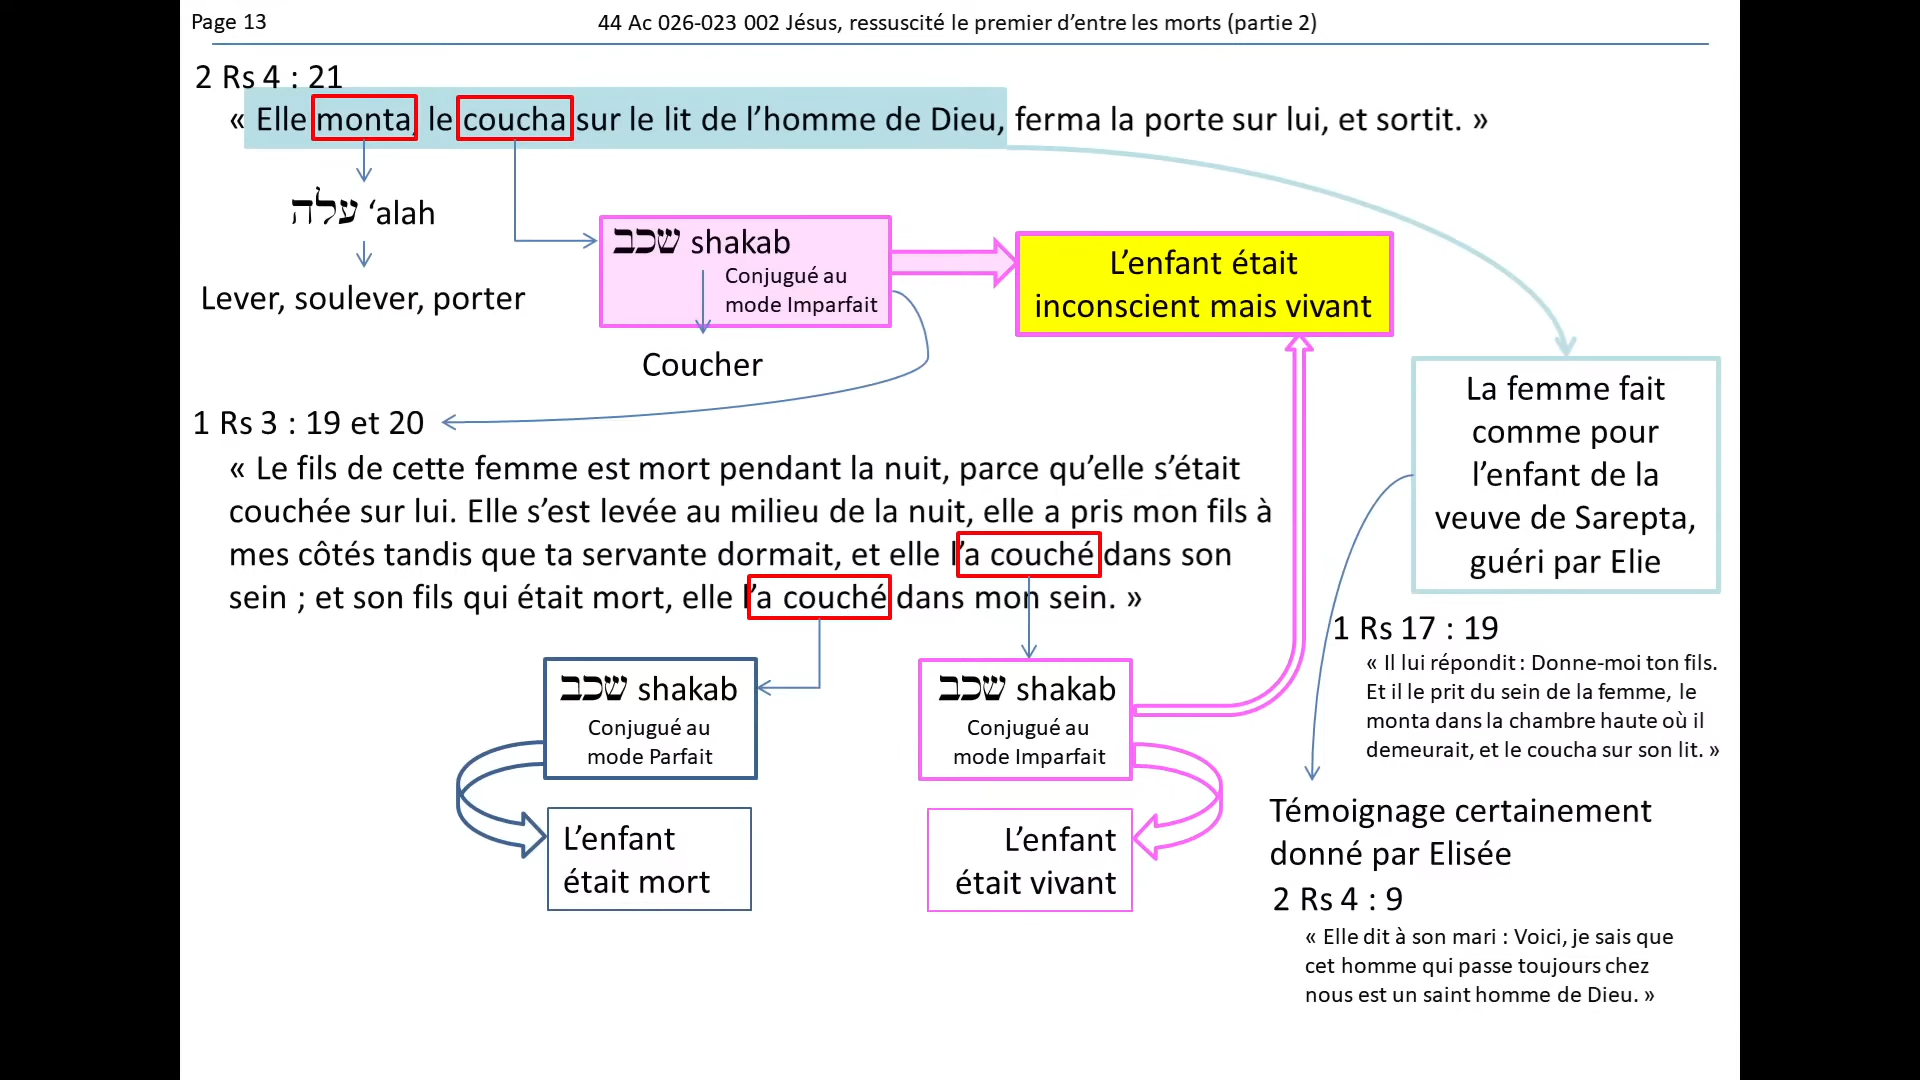 Page 13
44 Ac 026-023 002 Jésus, ressuscité le premier d’entre les morts (partie 2)
2 Rs 4 : 21
« Elle monta, le coucha sur le lit de l’homme de Dieu, ferma la porte sur lui, et sortit. »
עלה ‘alah
Lever, soulever, porter
שכב shakab
Conjugué au
mode Imparfait
Coucher
L’enfant était
inconscient mais vivant
La femme fait
comme pour
l’enfant de la
veuve de Sarepta,
guéri par Elie
1 Rs 3 : 19 et 20
« Le fils de cette femme est mort pendant la nuit, parce qu’elle s’était
couchée sur lui. Elle s’est levée au milieu de la nuit, elle a pris mon fils à
mes côtés tandis que ta servante dormait, et elle l’a couché dans son
sein ; et son fils qui était mort, elle l’a couché dans mon sein. »
שכב shakab
Conjugué au
mode Parfait
L’enfant
était mort
שכב shakab
Conjugué au
mode Imparfait
L’enfant
était vivant
1 Rs 17 : 19
« Il lui répondit : Donne-moi ton fils.
Et il le prit du sein de la femme, le
monta dans la chambre haute où il
demeurait, et le coucha sur son lit. »
Témoignage certainement
donné par Elisée
2 Rs 4 : 9
« Elle dit à son mari : Voici, je sais que
cet homme qui passe toujours chez
nous est un saint homme de Dieu. »